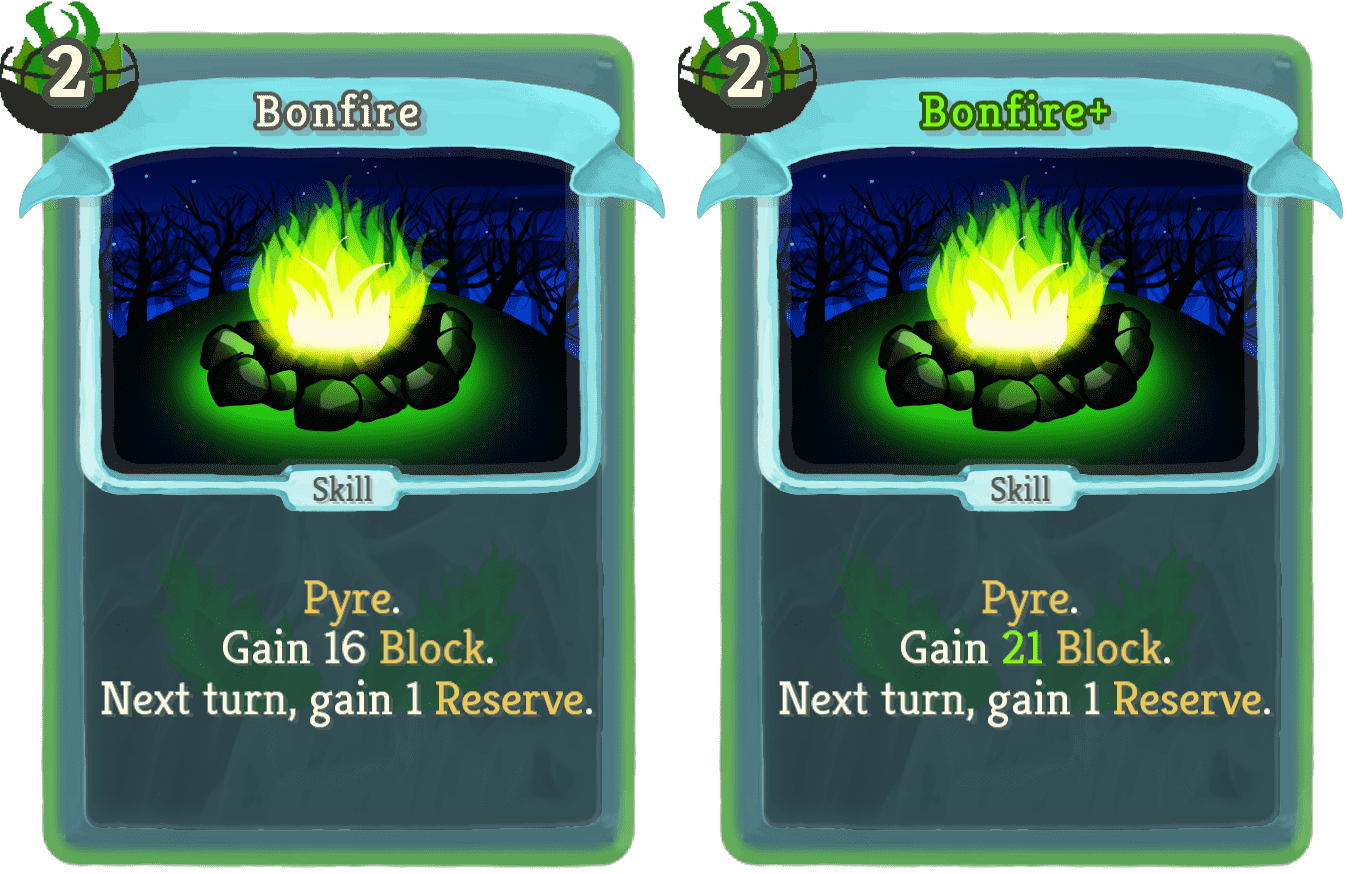 2
Bonfire
Skill
Pyre.
Gain 16 Block.
Next turn, gain 1 Reserve.
2
Bonfire+
Skill
Pyre.
Gain 21 Block.
Next turn, gain 1 Reserve.